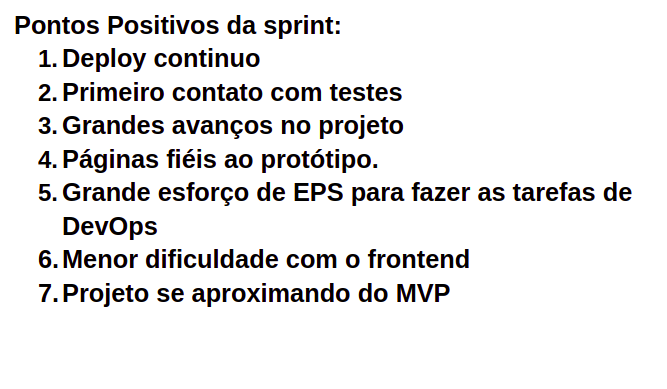 Pontos Positivos da sprint:
1. Deploy continuo
2. Primeiro contato com testes
3. Grandes avanços no projeto
4. Páginas fiéis ao protótipo.
5. Grande esforço de EPS para fazer as tarefas de
DevOps
6. Menor dificuldade com o frontend
7. Projeto se aproximando do MVP